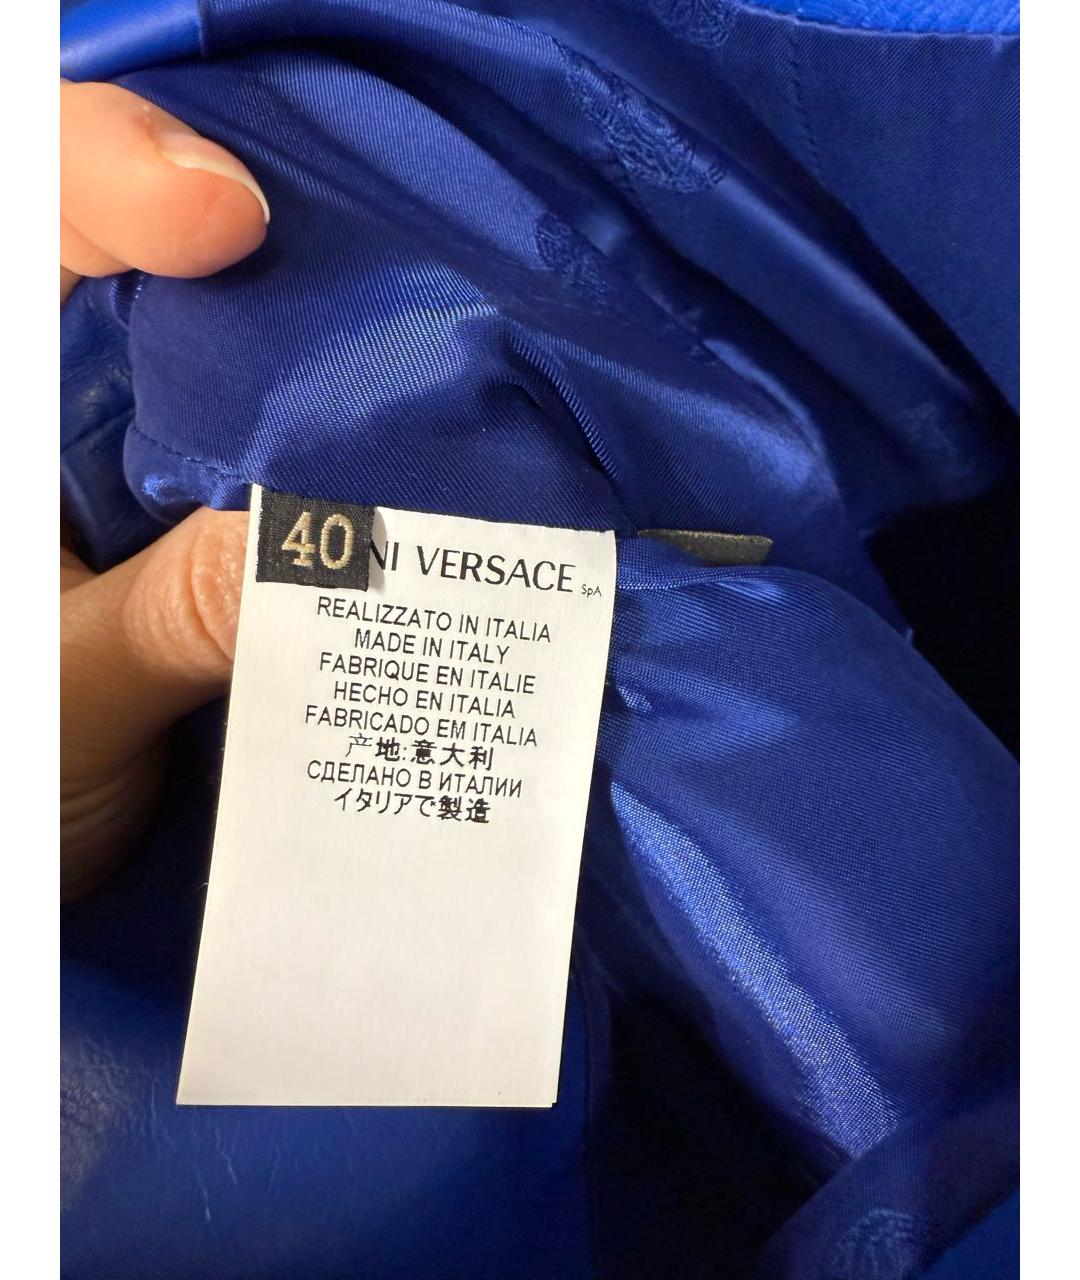 40
NI VERSACE SpA
REALIZZATO IN ITALIA
MADE IN ITALY
FABRIQUE EN ITALIE
HECHO EN ITALIA
FABRICADO EM ITALIA
产地:意大利
СДЕЛАНО В ИТАЛИИ
イタリアで製造